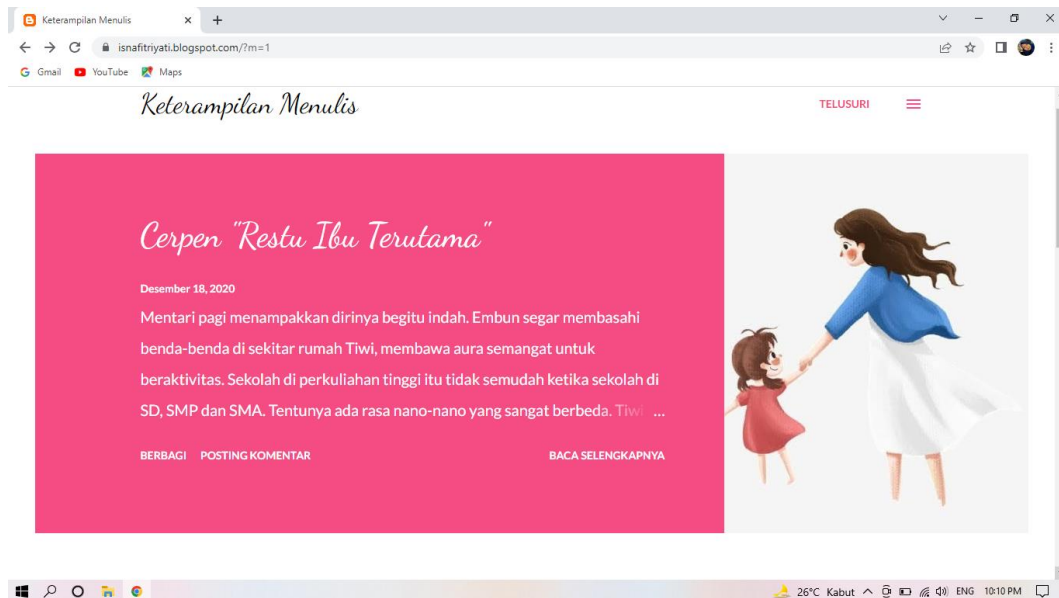 Keterampilan Menulis
isnafitriyati.blogspot.com/?m=1
Gmail YouTube Maps
Keterampilan Menulis
TELUSURI
Cerpen "Restu Ibu Terutama"
Desember 18, 2020
Mentari pagi menampakkan dirinya begitu indah. Embun segar membasahi
benda-benda di sekitar rumah Tiwi, membawa aura semangat untuk
beraktivitas. Sekolah di perkuliahan tinggi itu tidak semudah ketika sekolah di
SD, SMP dan SMA. Tentunya ada rasa nano-nano yang sangat berbeda. Tiwi ...
BERBAGI POSTING KOMENTAR BACA SELENGKAPNYA
26°C Kabut ENG 10:10 PM